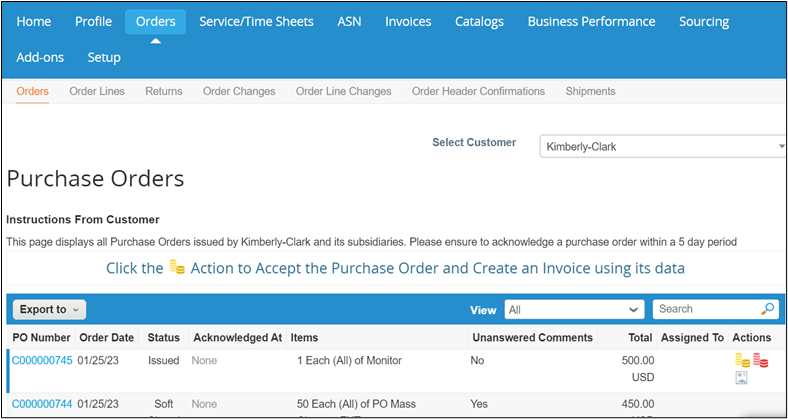 Home Profile Orders Service/Time Sheets ASN Invoices Catalogs Business Performance Sourcing
Add-ons Setup
Orders Order Lines Returns Order Changes Order Line Changes Order Header Confirmations Shipments
Select Customer Kimberly-Clark
Purchase Orders
Instructions From Customer
This page displays all Purchase Orders issued by Kimberly-Clark and its subsidiaries. Please ensure to acknowledge a purchase order within a 5 day period
Click the Action to Accept the Purchase Order and Create an Invoice using its data
Export to View All Search
PO Number Order Date Status Acknowledged At Items Unanswered Comments Total Assigned To Actions
C000000745 01/25/23 Issued None 1 Each (All) of Monitor No 500.00
USD
C000000744 01/25/23 Soft None 50 Each (All) of PO Mass Yes 450.00